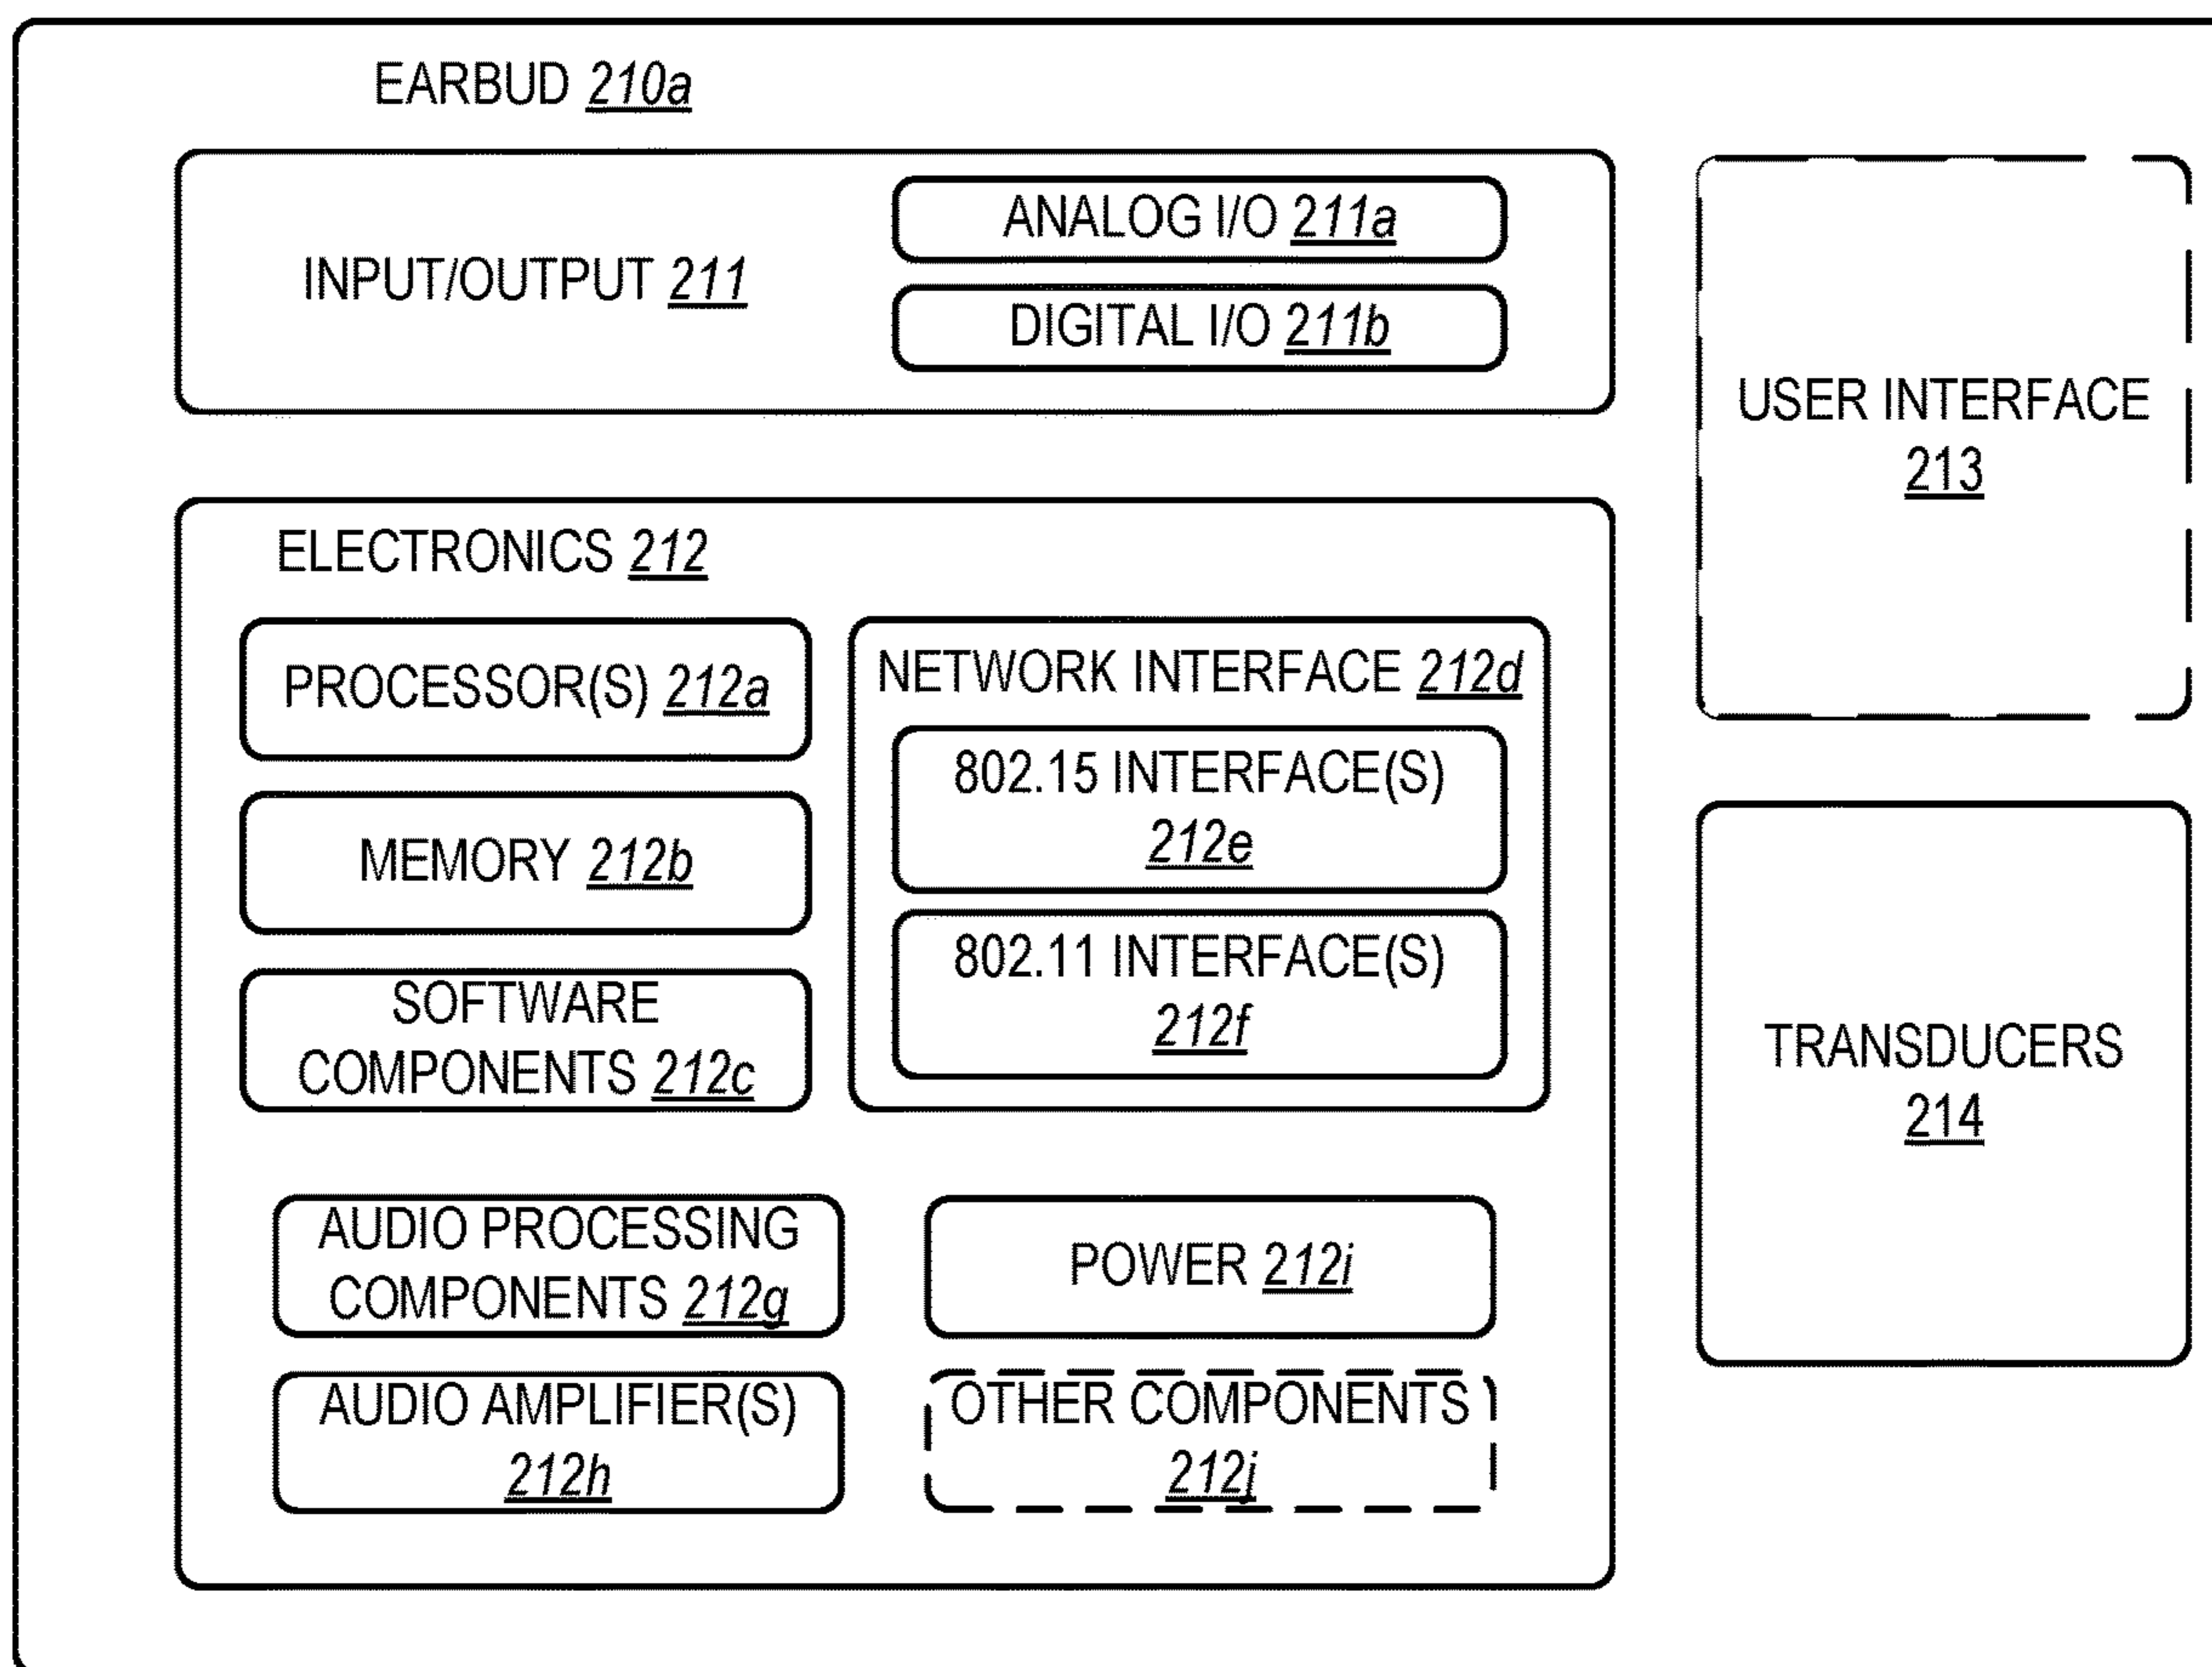 EARBUD 210a
INPUT/OUTPUT 211
ANALOG I/O 211a
DIGITAL I/O 211b
USER INTERFACE
213
ELECTRONICS 212
PROCESSOR(S) 212a
MEMORY 212b
SOFTWARE
COMPONENTS 212c
NETWORK INTERFACE 212d
802.15 INTERFACE(S)
212e
802.11 INTERFACE(S)
212f
AUDIO PROCESSING
COMPONENTS 212g
AUDIO AMPLIFIER(S)
212h
POWER 212i
OTHER COMPONENTS
212j
TRANSDUCERS
214